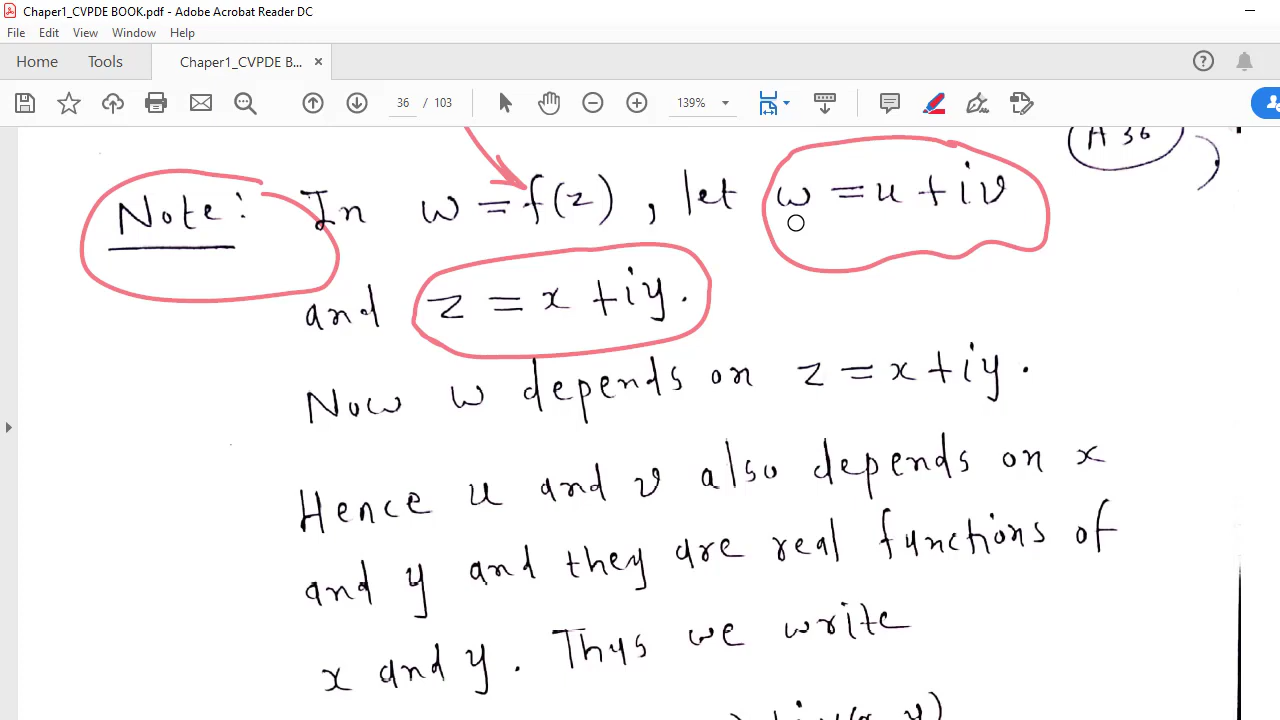 Chaper1_CVPDE BOOK.pdf - Adobe Acrobat Reader DC
File Edit View Window Help
Home Tools Chaper1_CVPDE B... ×
36 / 103 139%
A 36
Note: In w = f(z), let w = u + iv
and z = x + iy.
Now w depends on z = x + iy.
Hence u and v also depends on x
and y and they are real functions of
x and y. Thus we write
+ iv(x, y)